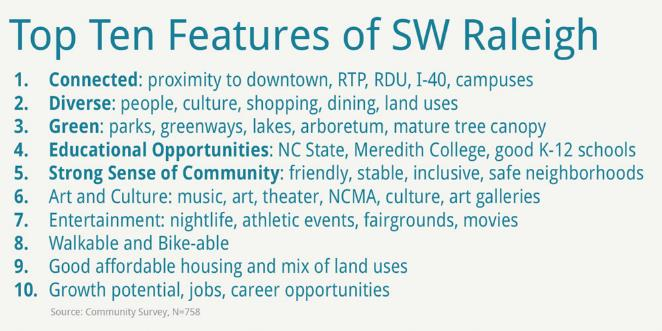 Top Ten Features of SW Raleigh
1. Connected: proximity to downtown, RTP, RDU, I-40, campuses
2. Diverse: people, culture, shopping, dining, land uses
3. Green: parks, greenways, lakes, arboretum, mature tree canopy
4. Educational Opportunities: NC State, Meredith College, good K-12 schools
5. Strong Sense of Community: friendly, stable, inclusive, safe neighborhoods
6. Art and Culture: music, art, theater, NCMA, culture, art galleries
7. Entertainment: nightlife, athletic events, fairgrounds, movies
8. Walkable and Bike-able
9. Good affordable housing and mix of land uses
10. Growth potential, jobs, career opportunities
Source: Community Survey, N=758